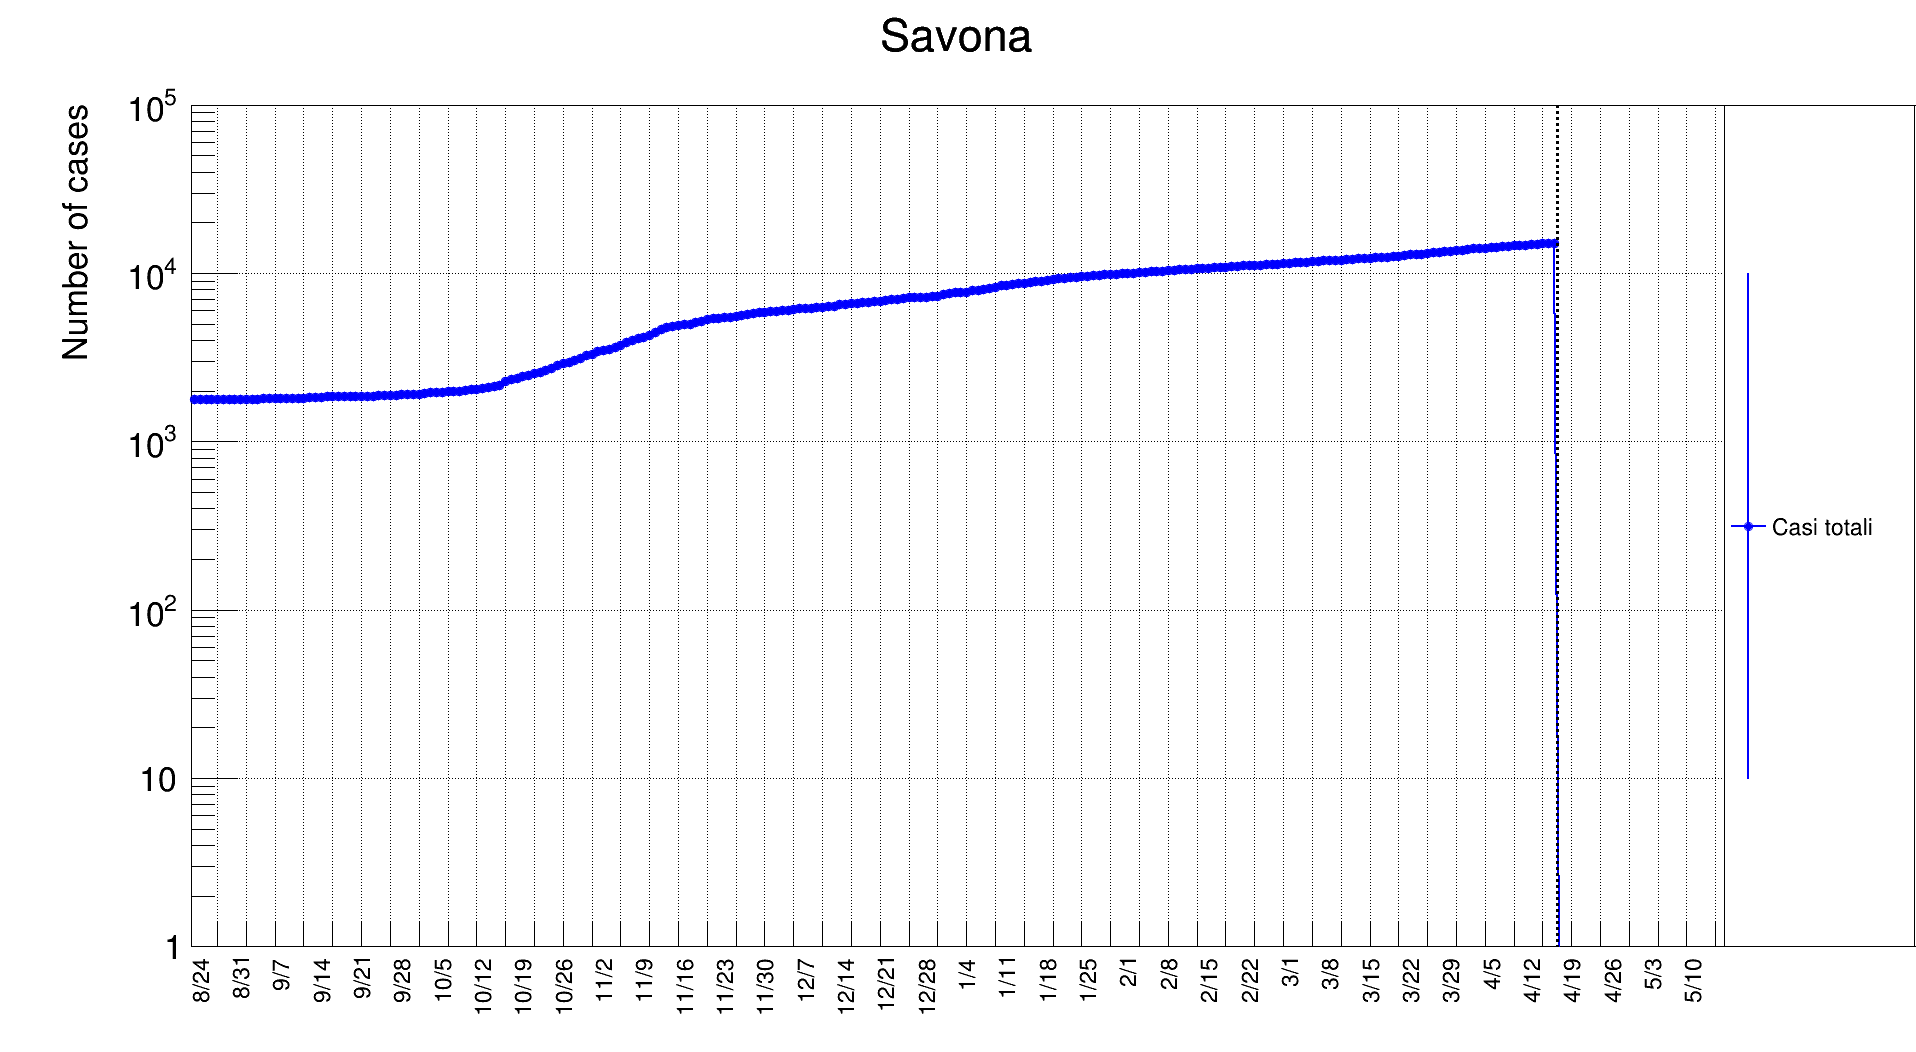 Savona
Number of cases
10^5
10^4
10^3
10^2
10
1
8/24 8/31 9/7 9/14 9/21 9/28 10/5 10/12 10/19 10/26 11/2 11/9 11/16 11/23 11/30 12/7 12/14 12/21 12/28 1/4 1/11 1/18 1/25 2/1 2/8 2/15 2/22 3/1 3/8 3/15 3/22 3/29 4/5 4/12 4/19 4/26 5/3 5/10
Casi totali